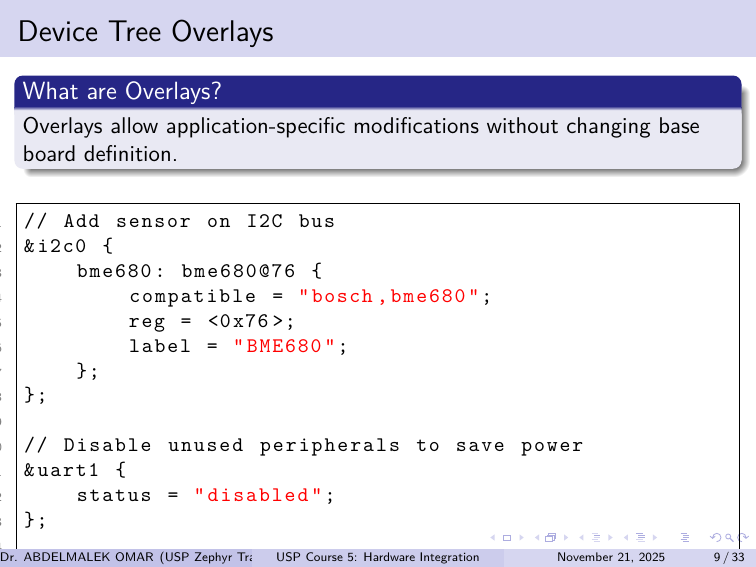 Device Tree Overlays
What are Overlays?
Overlays allow application-specific modifications without changing base
board definition.
// Add sensor on I2C bus
&i2c0 {
bme680: bme680@76 {
compatible = "bosch,bme680";
reg = <0x76>;
label = "BME680";
};
};
// Disable unused peripherals to save power
&uart1 {
status = "disabled";
};
Dr. ABDELMALEK OMAR (USP Zephyr Tra
USP Course 5: Hardware Integration
November 21, 2025
9 / 33